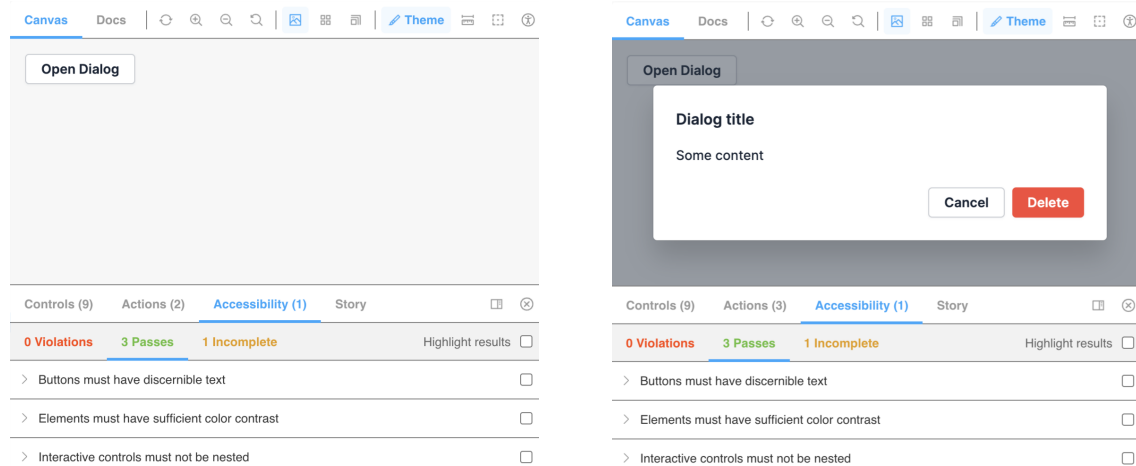 Canvas Docs Theme
Open Dialog
Controls (9) Actions (2) Accessibility (1) Story
0 Violations 3 Passes 1 Incomplete Highlight results
Buttons must have discernible text
Elements must have sufficient color contrast
Interactive controls must not be nested
Canvas Docs Theme
Open Dialog
Dialog title
Some content
Cancel Delete
Controls (9) Actions (3) Accessibility (1) Story
0 Violations 3 Passes 1 Incomplete Highlight results
Buttons must have discernible text
Elements must have sufficient color contrast
Interactive controls must not be nested